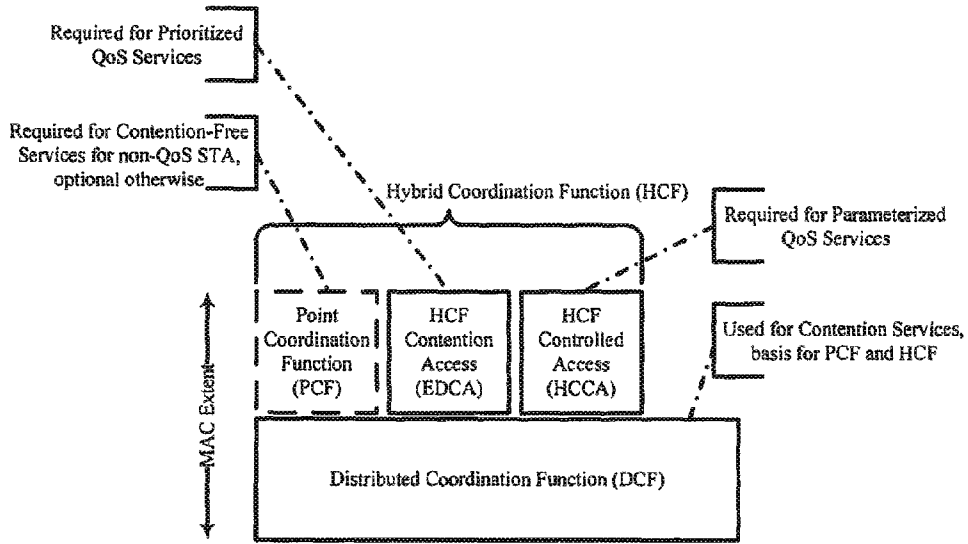 Required for Prioritized
QoS Services
Required for Contention-Free
Services for non-QoS STA,
optional otherwise
Hybrid Coordination Function (HCF)
Required for Parameterized
QoS Services
Point
Coordination
Function
(PCF)
HCF
Contention
Access
(EDCA)
HCF
Controlled
Access
(HCCA)
Used for Contention Services,
basis for PCF and HCF
MAC Extent
Distributed Coordination Function (DCF)